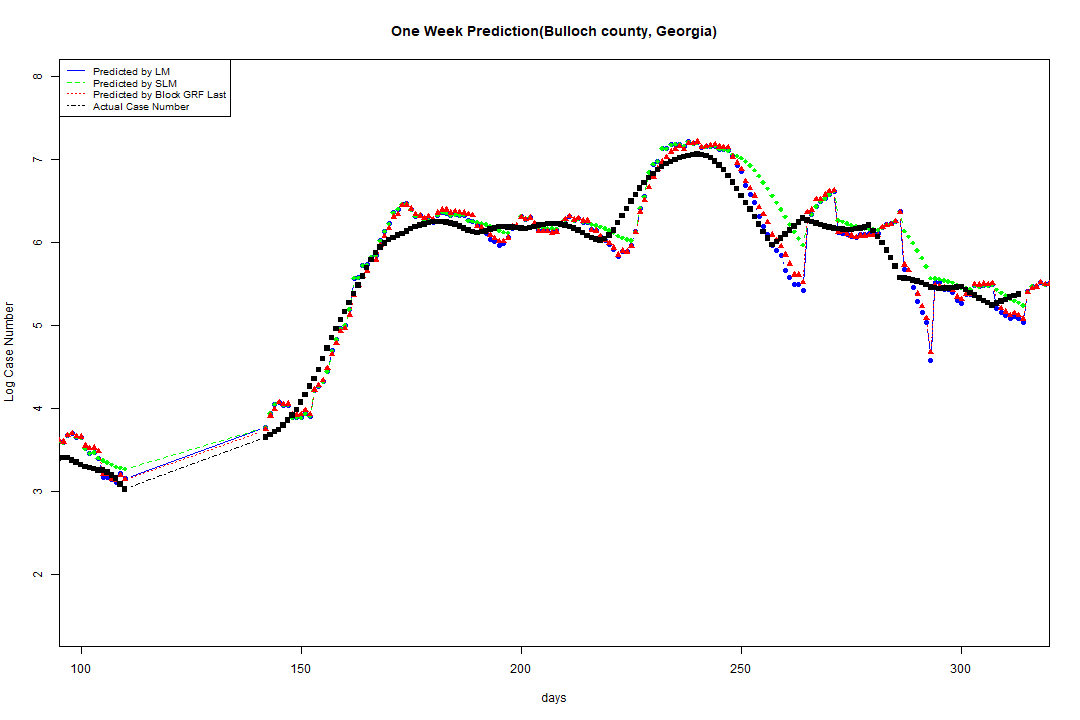 One Week Prediction(Bulloch county, Georgia)
Predicted by LM
Predicted by SLM
Predicted by Block GRF Last
Actual Case Number
8
7
6
5
4
3
2
Log Case Number
100 150 200 250 300
days